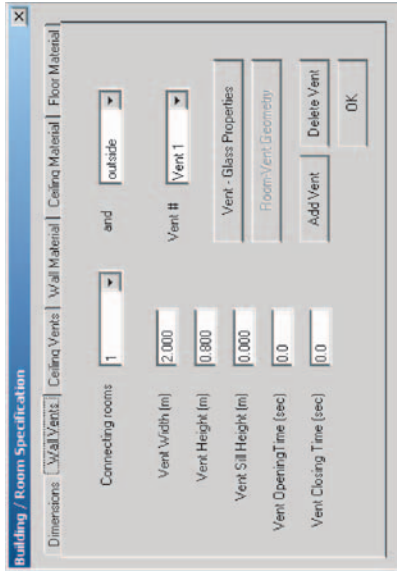 Building / Room Specification
Dimensions Wall Vents Ceiling Vents Wall Material Ceiling Material Floor Material
Connecting rooms 1 and outside
Vent Width (m) 2.000 Vent # Vent 1
Vent Height (m) 0.800
Vent Sill Height (m) 0.000 Vent - Glass Properties
Vent OpeningTime (sec) 0.0 Room-Vent Geometry
Vent Closing Time (sec) 0.0 Add Vent Delete Vent
OK